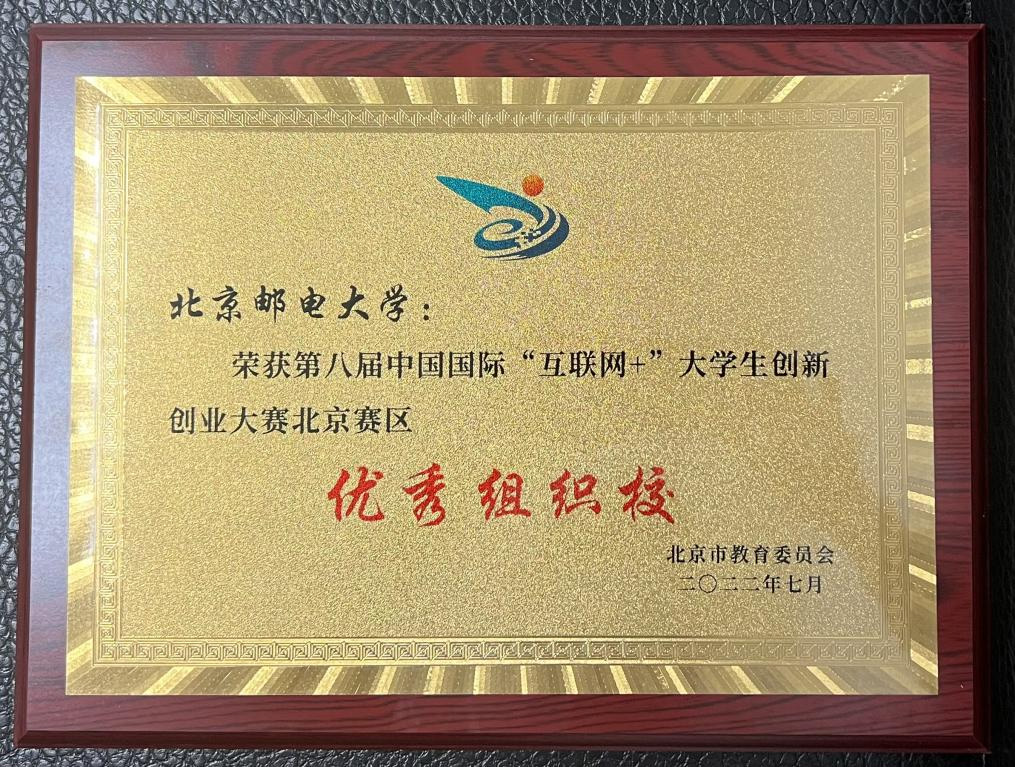 北京邮电大学：
荣获第八届中国国际“互联网+”大学生创新
创业大赛北京赛区
优秀组织校
北京市教育委员会
二〇二二年七月